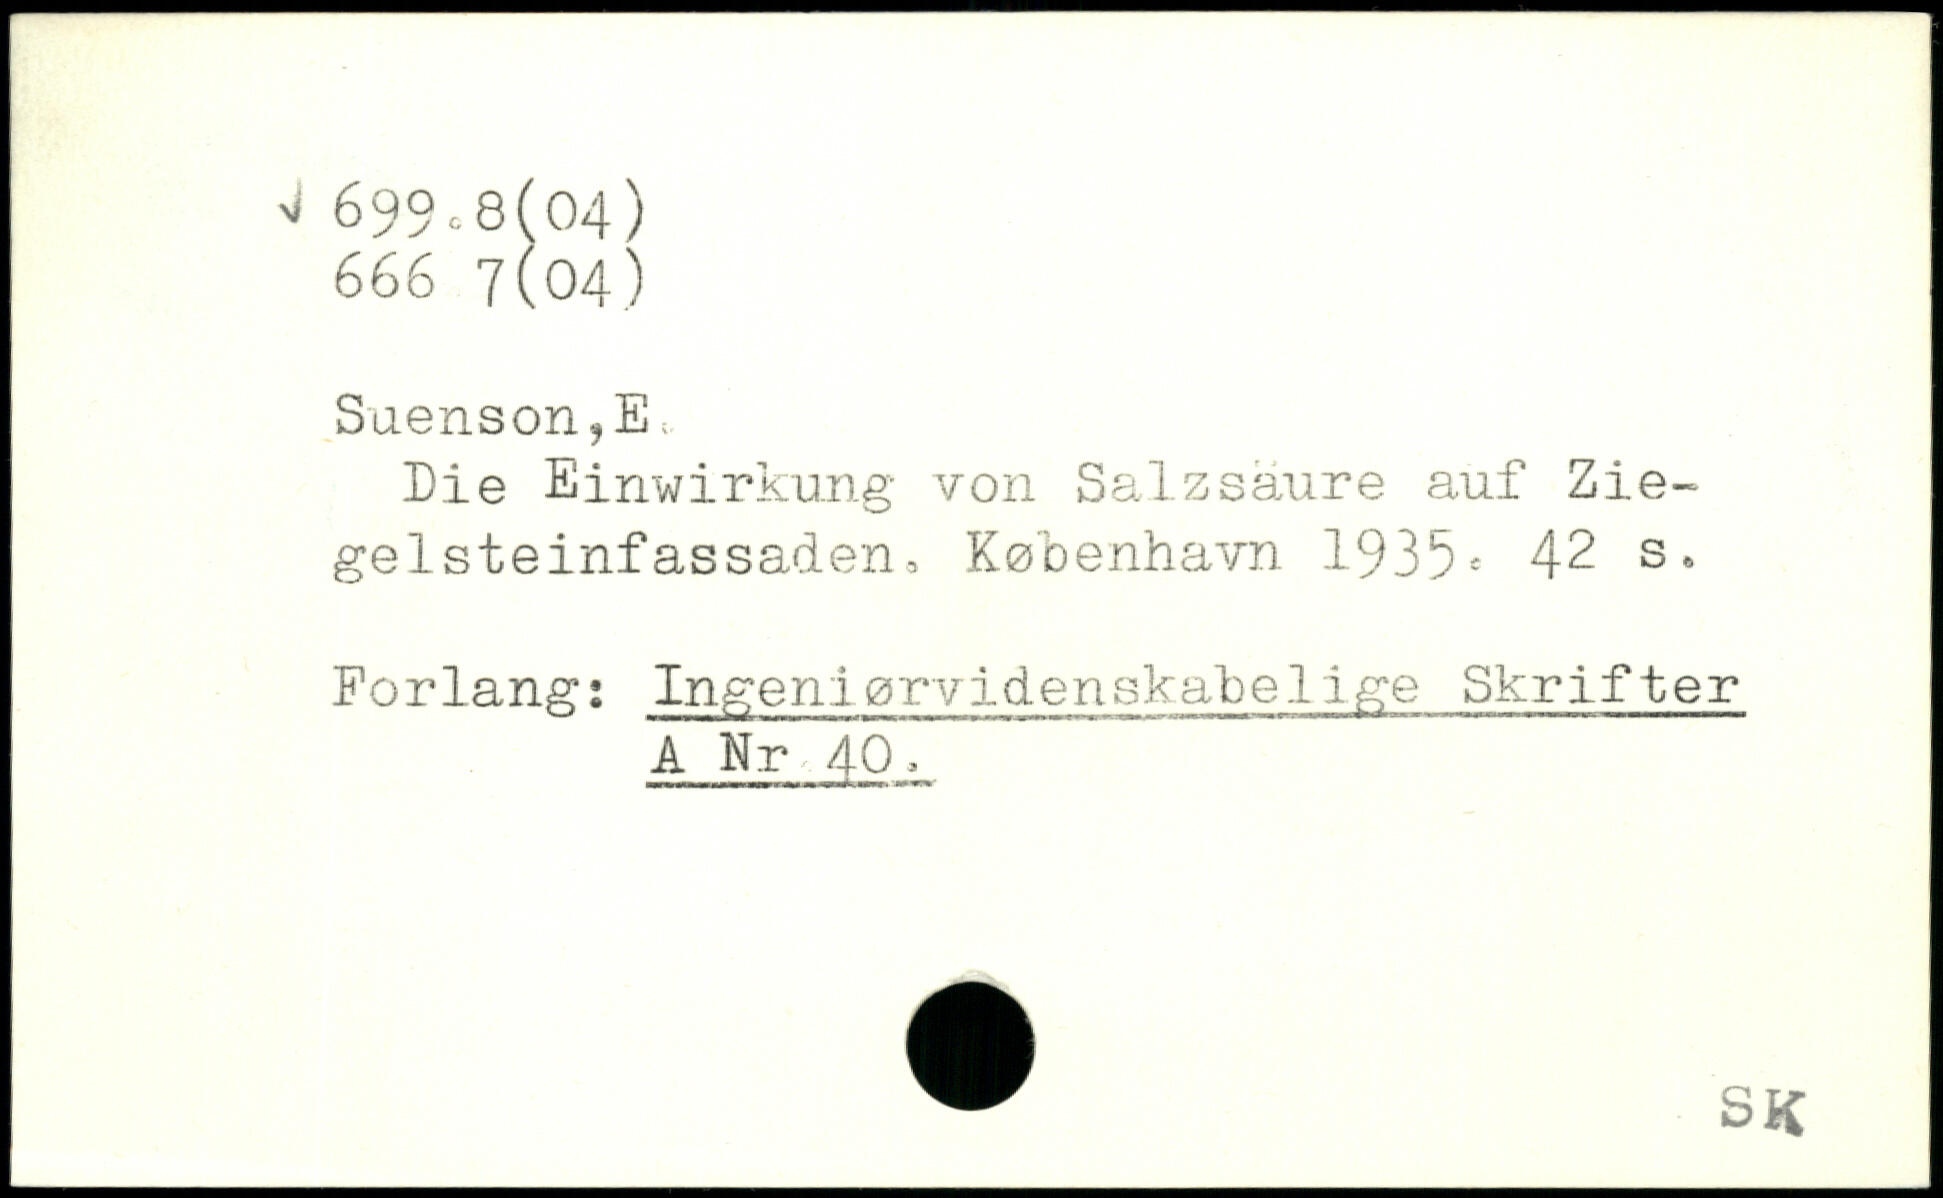 ✓ 699.8(04)
666.7(04)
Suenson,E.
Die Einwirkung von Salzsäure auf Zie-
gelsteinfassaden. København 1935. 42 s.
Forlang: Ingeniørvidenskabelige Skrifter
A Nr. 40.
SK